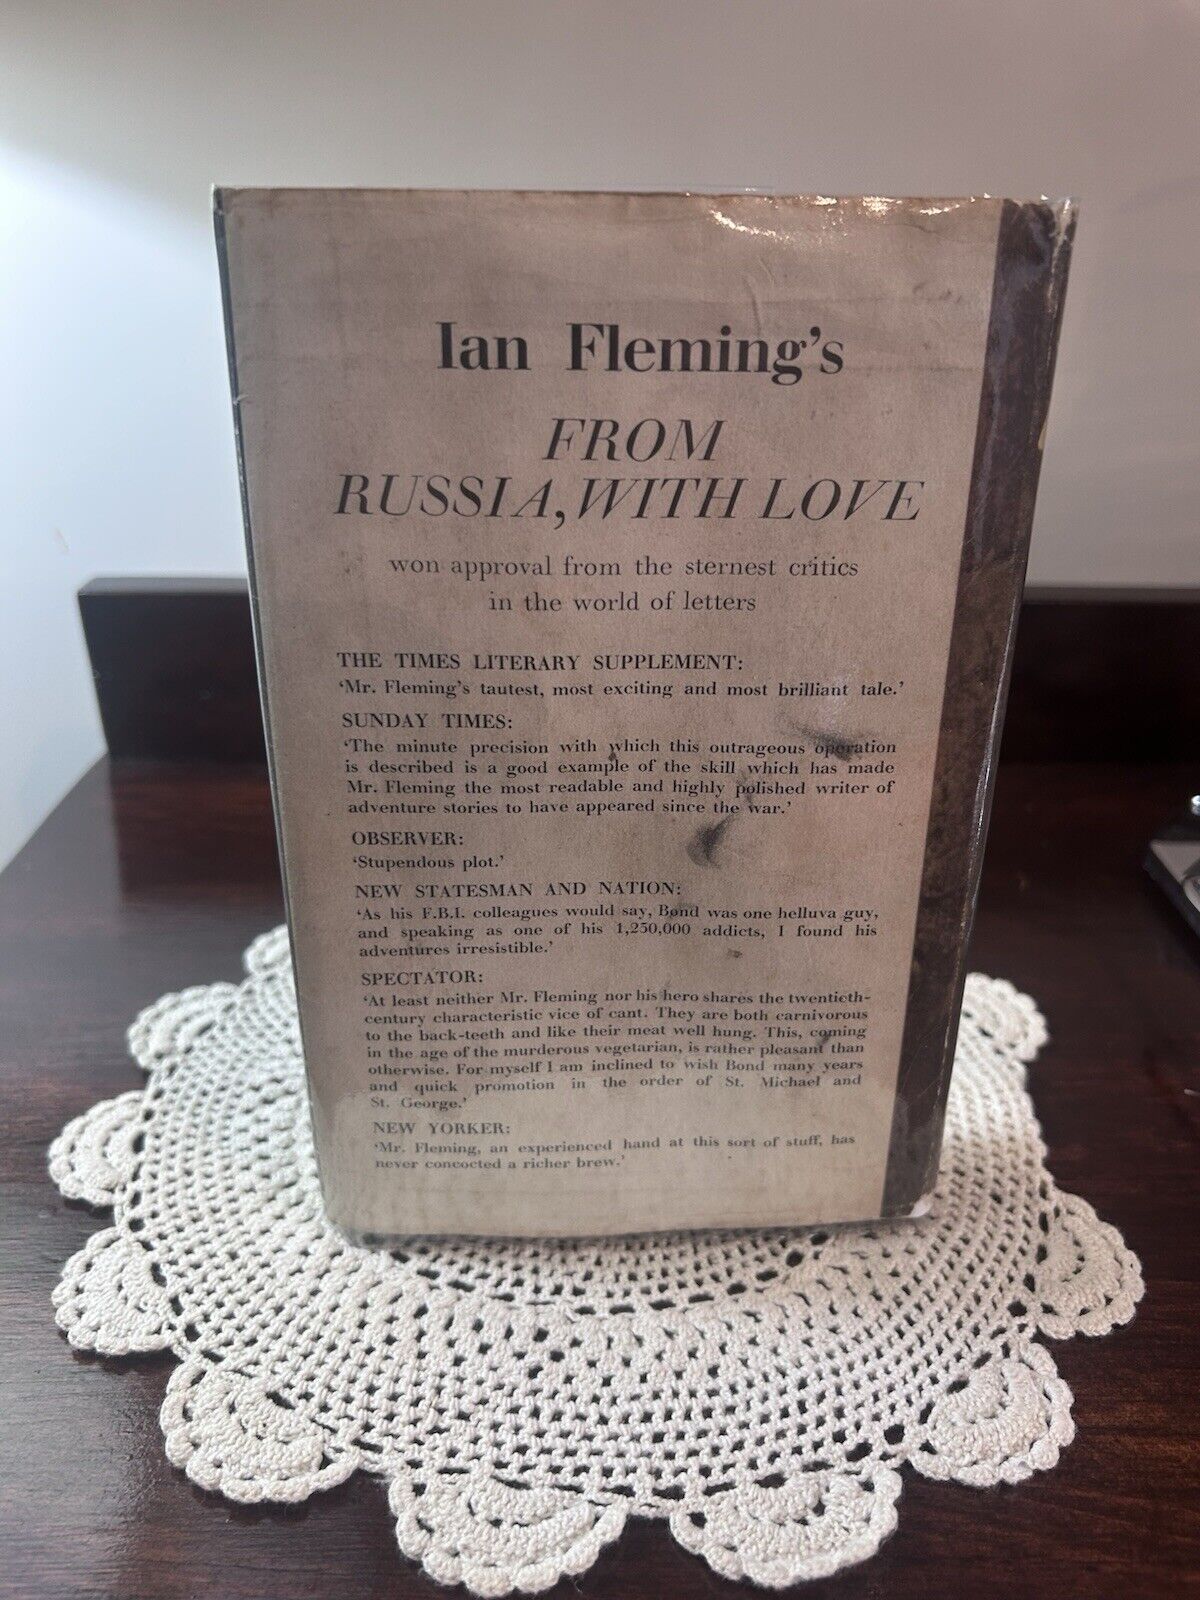 Ian Fleming's
FROM
RUSSIA, WITH LOVE
won approval from the sternest critics
in the world of letters
THE TIMES LITERARY SUPPLEMENT:
‘Mr. Fleming's tautest, most exciting and most brilliant tale.’
SUNDAY TIMES:
‘The minute precision with which this outrageous operation
is described is a good example of the skill which has made
Mr. Fleming the most readable and highly polished writer of
adventure stories to have appeared since the war.’
OBSERVER:
‘Stupendous plot.’
NEW STATESMAN AND NATION:
‘As his F.B.I. colleagues would say, Bond was one helluva guy,
and speaking as one of his 1,250,000 addicts, I found his
adventures irresistible.’
SPECTATOR:
‘At least neither Mr. Fleming nor his hero shares the twentieth-
century characteristic vice of cant. They are both carnivorous
to the back-teeth and like their meat well hung. This, coming
in the age of the murderous vegetarian, is rather pleasant than
otherwise. For myself I am inclined to wish Bond many years
and quick promotion in the order of St. Michael and
St. George.’
NEW YORKER:
‘Mr. Fleming, an experienced hand at this sort of stuff, has
never concocted a richer brew.’